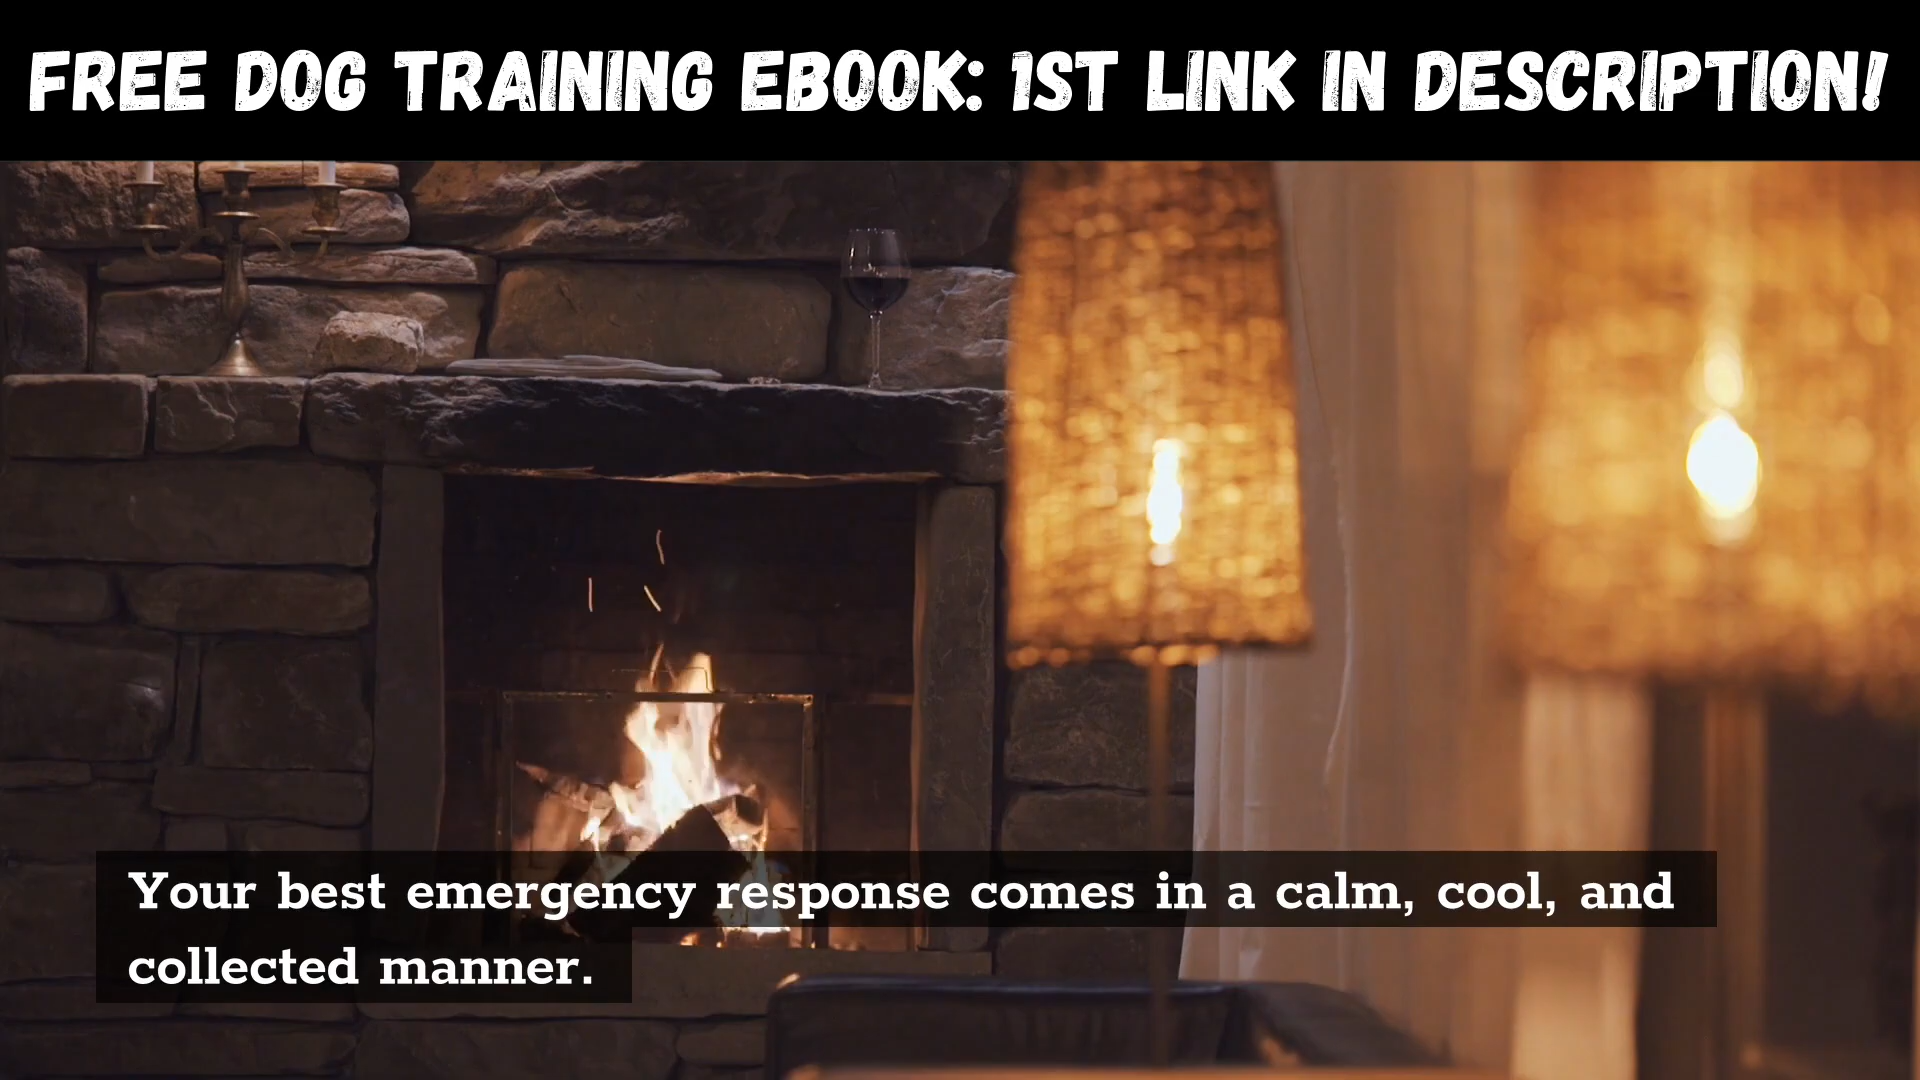 FREE DOG TRAINING EBOOK: 1ST LINK IN DESCRIPTION!
Your best emergency response comes in a calm, cool, and
collected manner.